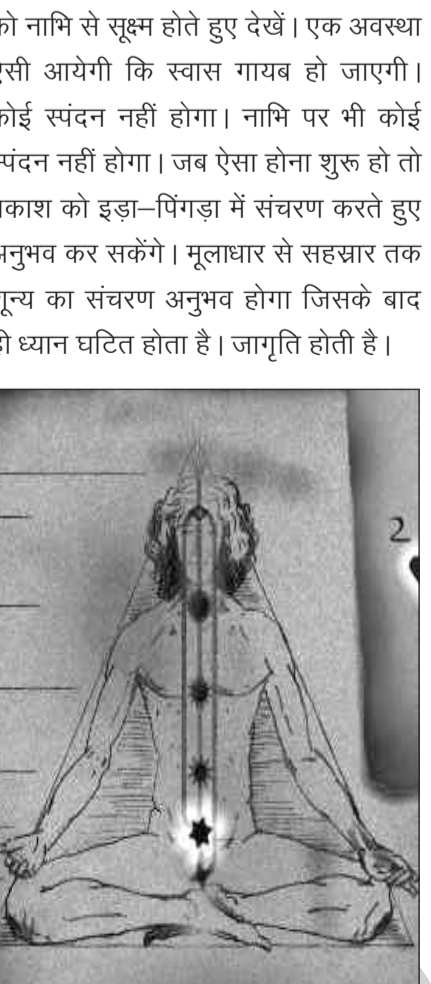 को नाभि से सूक्ष्म होते हुए देखें। एक अवस्था
ऐसी आयेगी कि स्वास गायब हो जाएगी।
कोई स्पंदन नहीं होगा। नाभि पर भी कोई
स्पंदन नहीं होगा। जब ऐसा होना शुरू हो तो
प्रकाश को इड़ा–पिंगड़ा में संचरण करते हुए
अनुभव कर सकेंगे। मूलाधार से सहस्रार तक
शून्य का संचरण अनुभव होगा जिसके बाद
ही ध्यान घटित होता है। जागृति होती है।
2